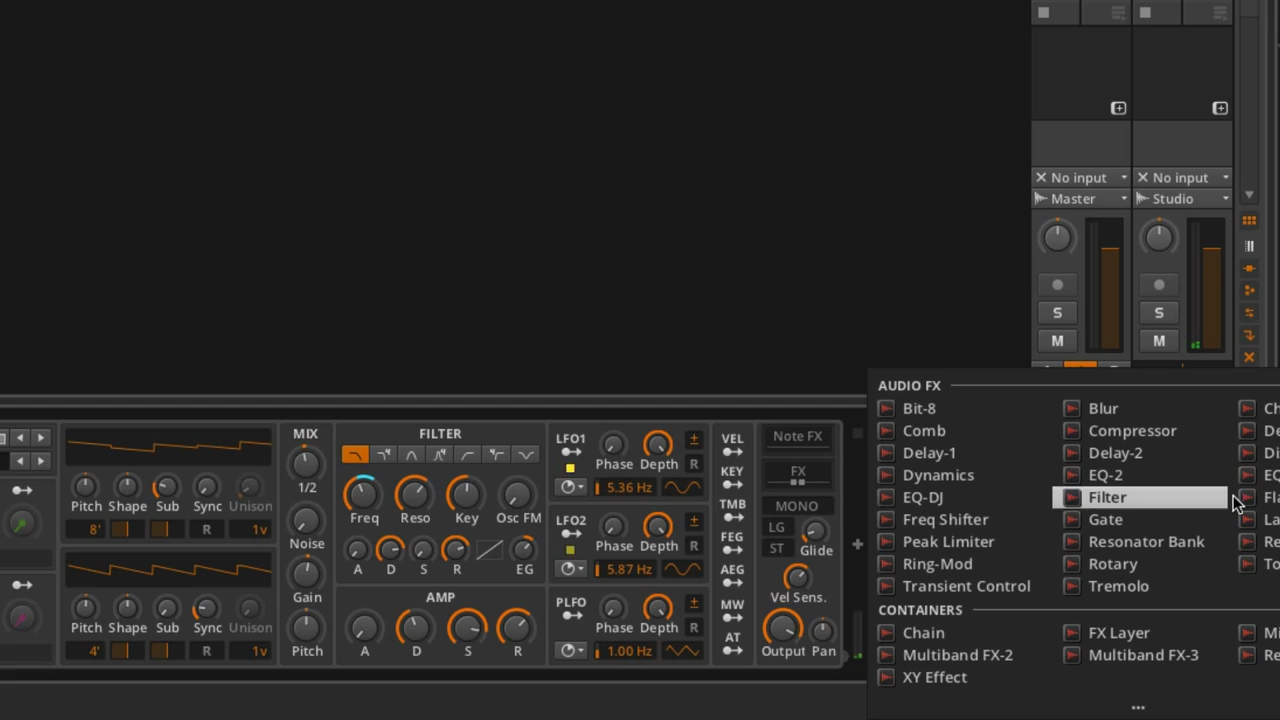 No input No input
Master Studio
S S
M M
AUDIO FX
Bit-8 Blur
Comb Compressor
Delay-1 Delay-2
Dynamics EQ-2
EQ-DJ Filter
Freq Shifter Gate
Peak Limiter Resonator Bank
Ring-Mod Rotary
Transient Control Tremolo
CONTAINERS
Chain FX Layer
Multiband FX-2 Multiband FX-3
XY Effect
...
Pitch Shape Sub Sync Unison
8' R 1v
Pitch Shape Sub Sync Unison
4' R 1v
MIX
1/2
Noise
Gain
Pitch
FILTER
Freq Reso Key Osc FM
A D S R EG
AMP
A D S R
LFO1
Phase Depth ± R
5.36 Hz
LFO2
Phase Depth ± R
5.87 Hz
PLFO
Phase Depth ± R
1.00 Hz
VEL
KEY
TMB
FEG
AEG
MW
AT
Note FX
FX
MONO
LG
ST Glide
Vel Sens.
Output Pan